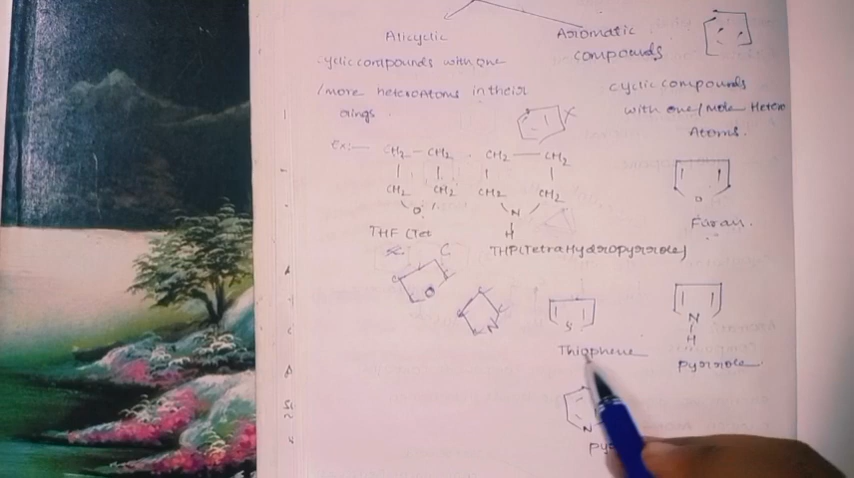 Alicyclic
cyclic compounds with one
/more heteroatoms in their
rings.
Ex:-
CH2 - CH2
CH2 CH2
O
THF (Tet
CH2 — CH2
CH2 CH2
N
H
THP(TetraHydropyrrole)
Aromatic
compounds
cyclic compounds
with one/more Hetero
Atoms.
O
Furan.
C
O
N
S
Thiophene
N
H
Pyrrole.
N